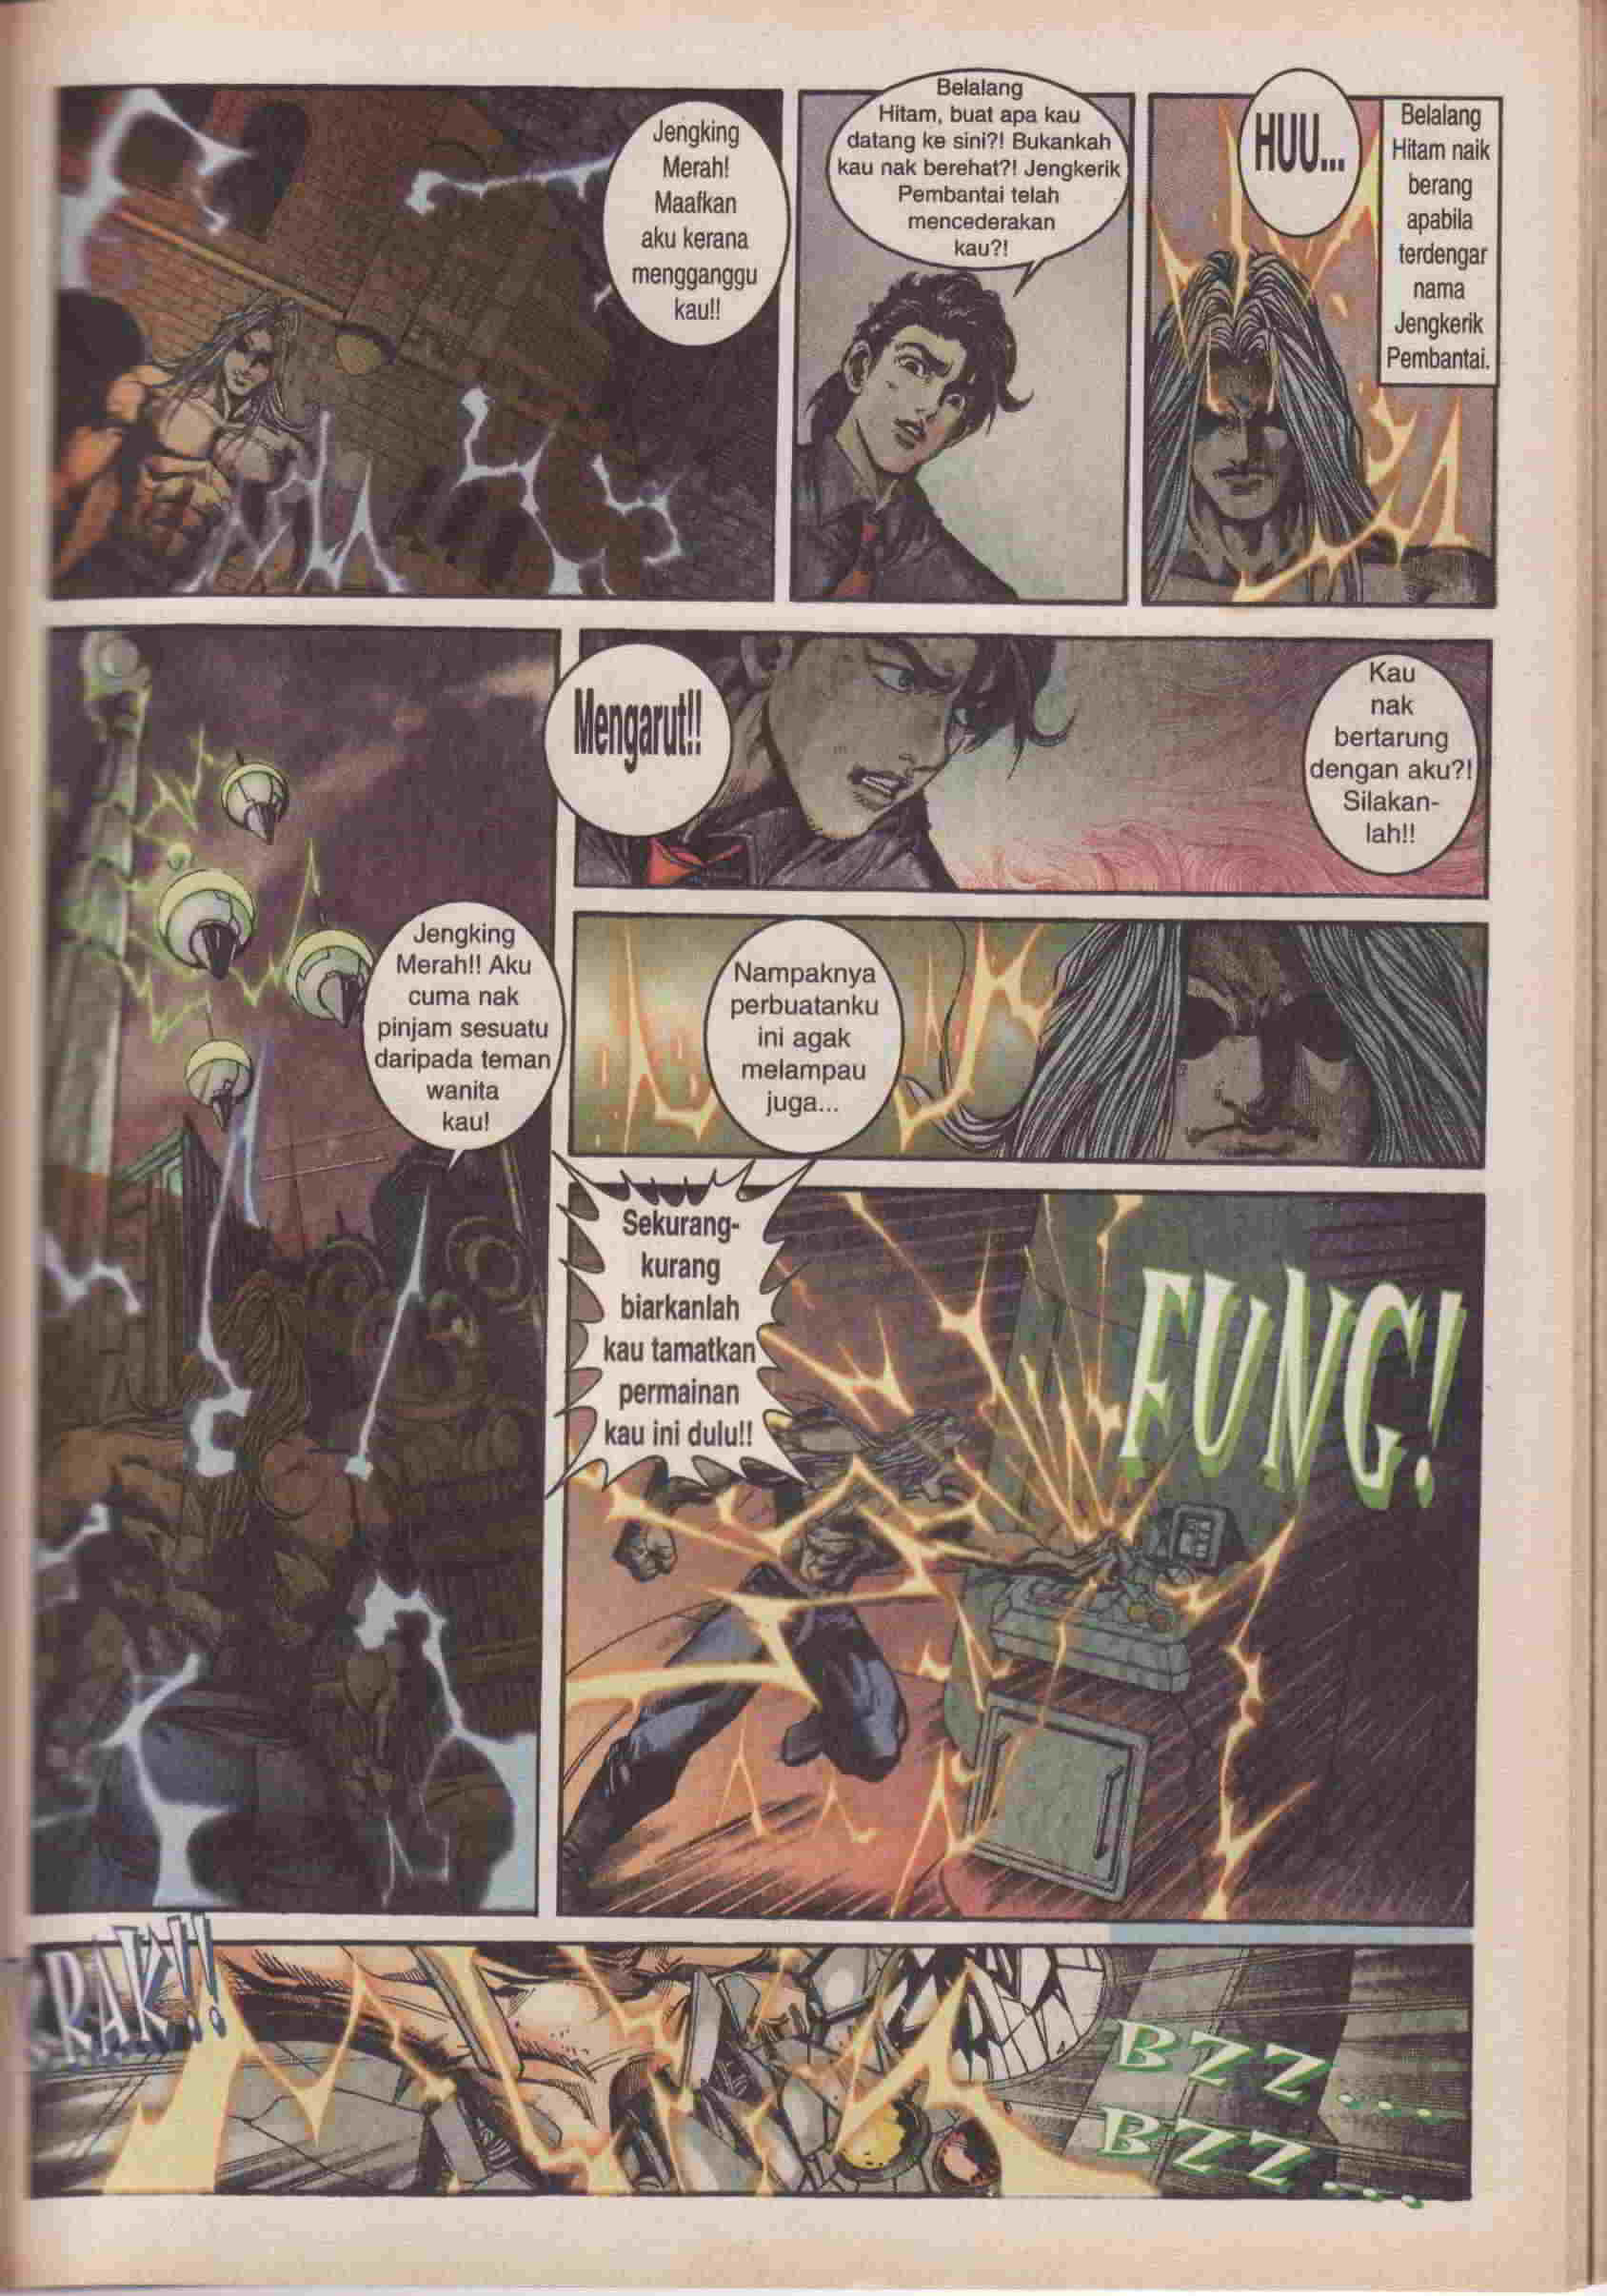 Jengking
Merah!
Maafkan
aku kerana
mengganggu
kau!!
Belalang
Hitam, buat apa kau
datang ke sini?! Bukankah
kau nak berehat?! Jengkerik
Pembantai telah
mencederakan
kau?!
HUU...
Belalang
Hitam naik
berang
apabila
terdengar
nama
Jengkerik
Pembantai.
Mengarut!!
Kau
nak
bertarung
dengan aku?!
Silakan-
lah!!
Jengking
Merah!! Aku
cuma nak
pinjam sesuatu
daripada teman
wanita
kau!
Nampaknya
perbuatanku
ini agak
melampau
juga...
Sekurang-
kurang
biarkanlah
kau tamatkan
permainan
kau ini dulu!!
FUNG!
RAK!!
BZZ...
BZZ...